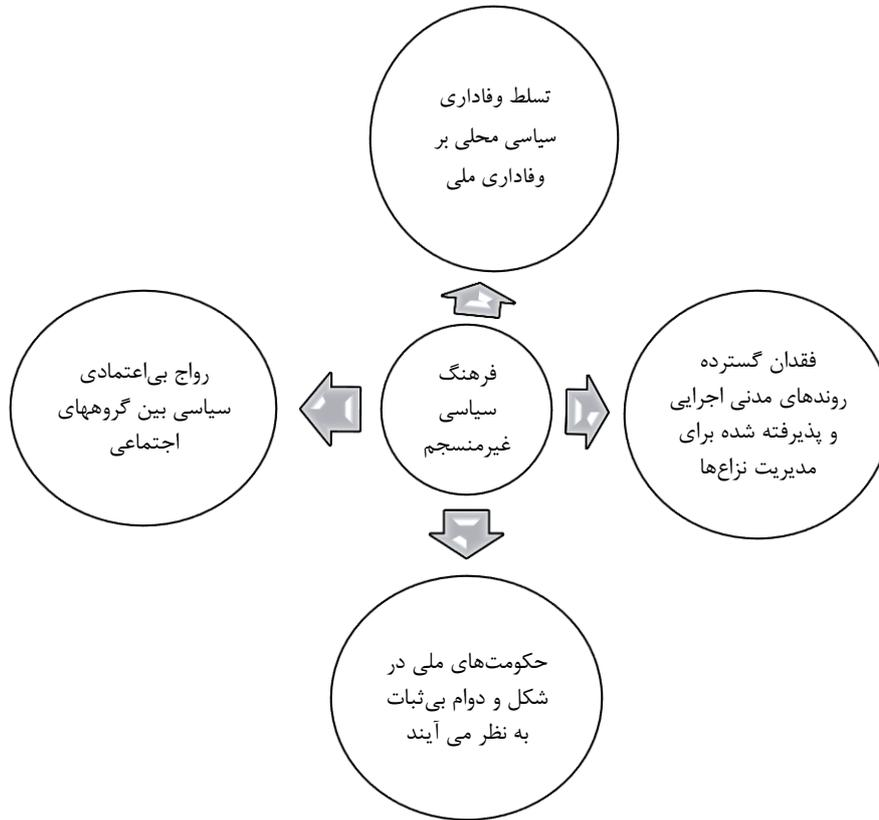 تسلط وفاداری
سیاسی محلی بر
وفاداری ملی
فقدان گسترده
روندهای مدنی اجرایی
و پذیرفته شده برای
مدیریت نزاع‌ها
فرهنگ
سیاسی
غیرمنسجم
رواج بی‌اعتمادی
سیاسی بین گروههای
اجتماعی
حکومت‌های ملی در
شکل و دوام بی‌ثبات
به نظر می آیند